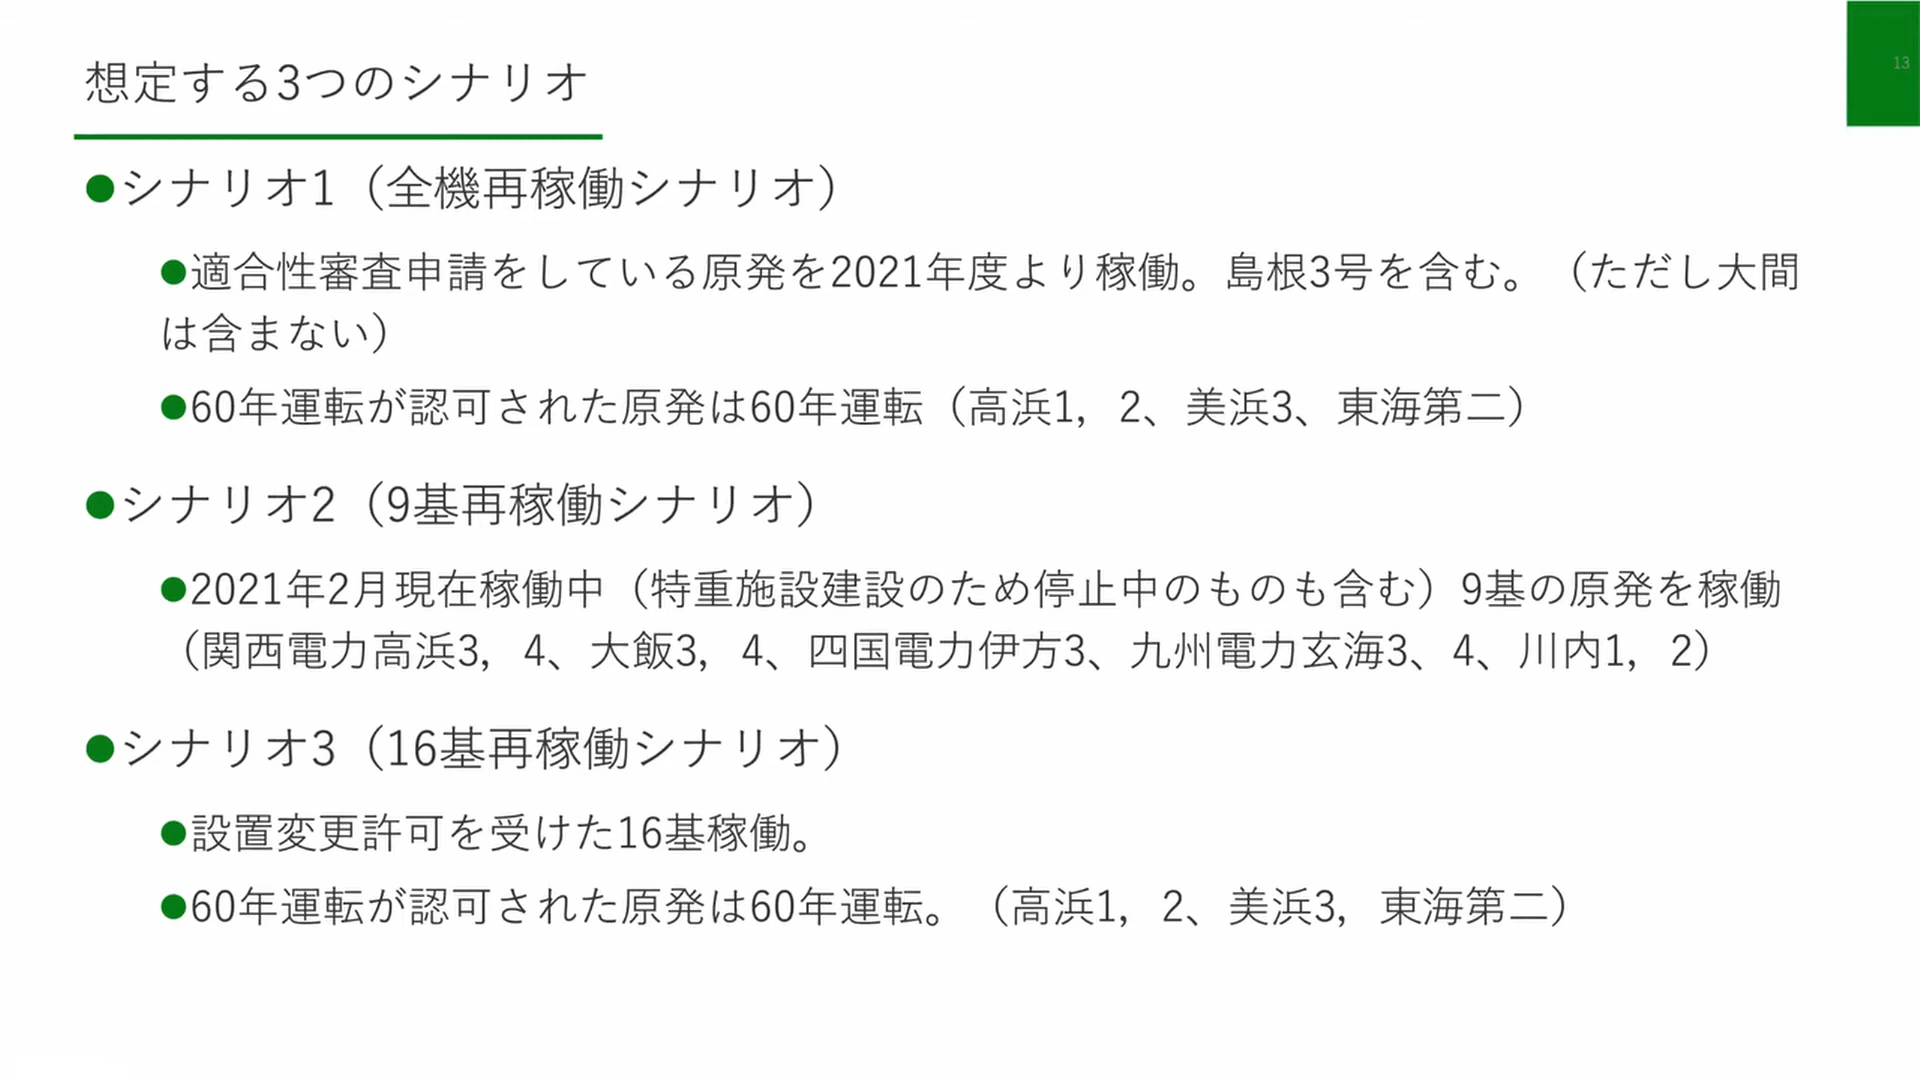 想定する3つのシナリオ
13
●シナリオ1（全機再稼働シナリオ）
●適合性審査申請をしている原発を2021年度より稼働。島根3号を含む。（ただし大間
は含まない）
●60年運転が認可された原発は60年運転（高浜1，2、美浜3、東海第二）
●シナリオ2（9基再稼働シナリオ）
●2021年2月現在稼働中（特重施設建設のため停止中のものも含む）9基の原発を稼働
（関西電力高浜3，4、大飯3，4、四国電力伊方3、九州電力玄海3、4、川内1，2）
●シナリオ3（16基再稼働シナリオ）
●設置変更許可を受けた16基稼働。
●60年運転が認可された原発は60年運転。（高浜1，2、美浜3，東海第二）